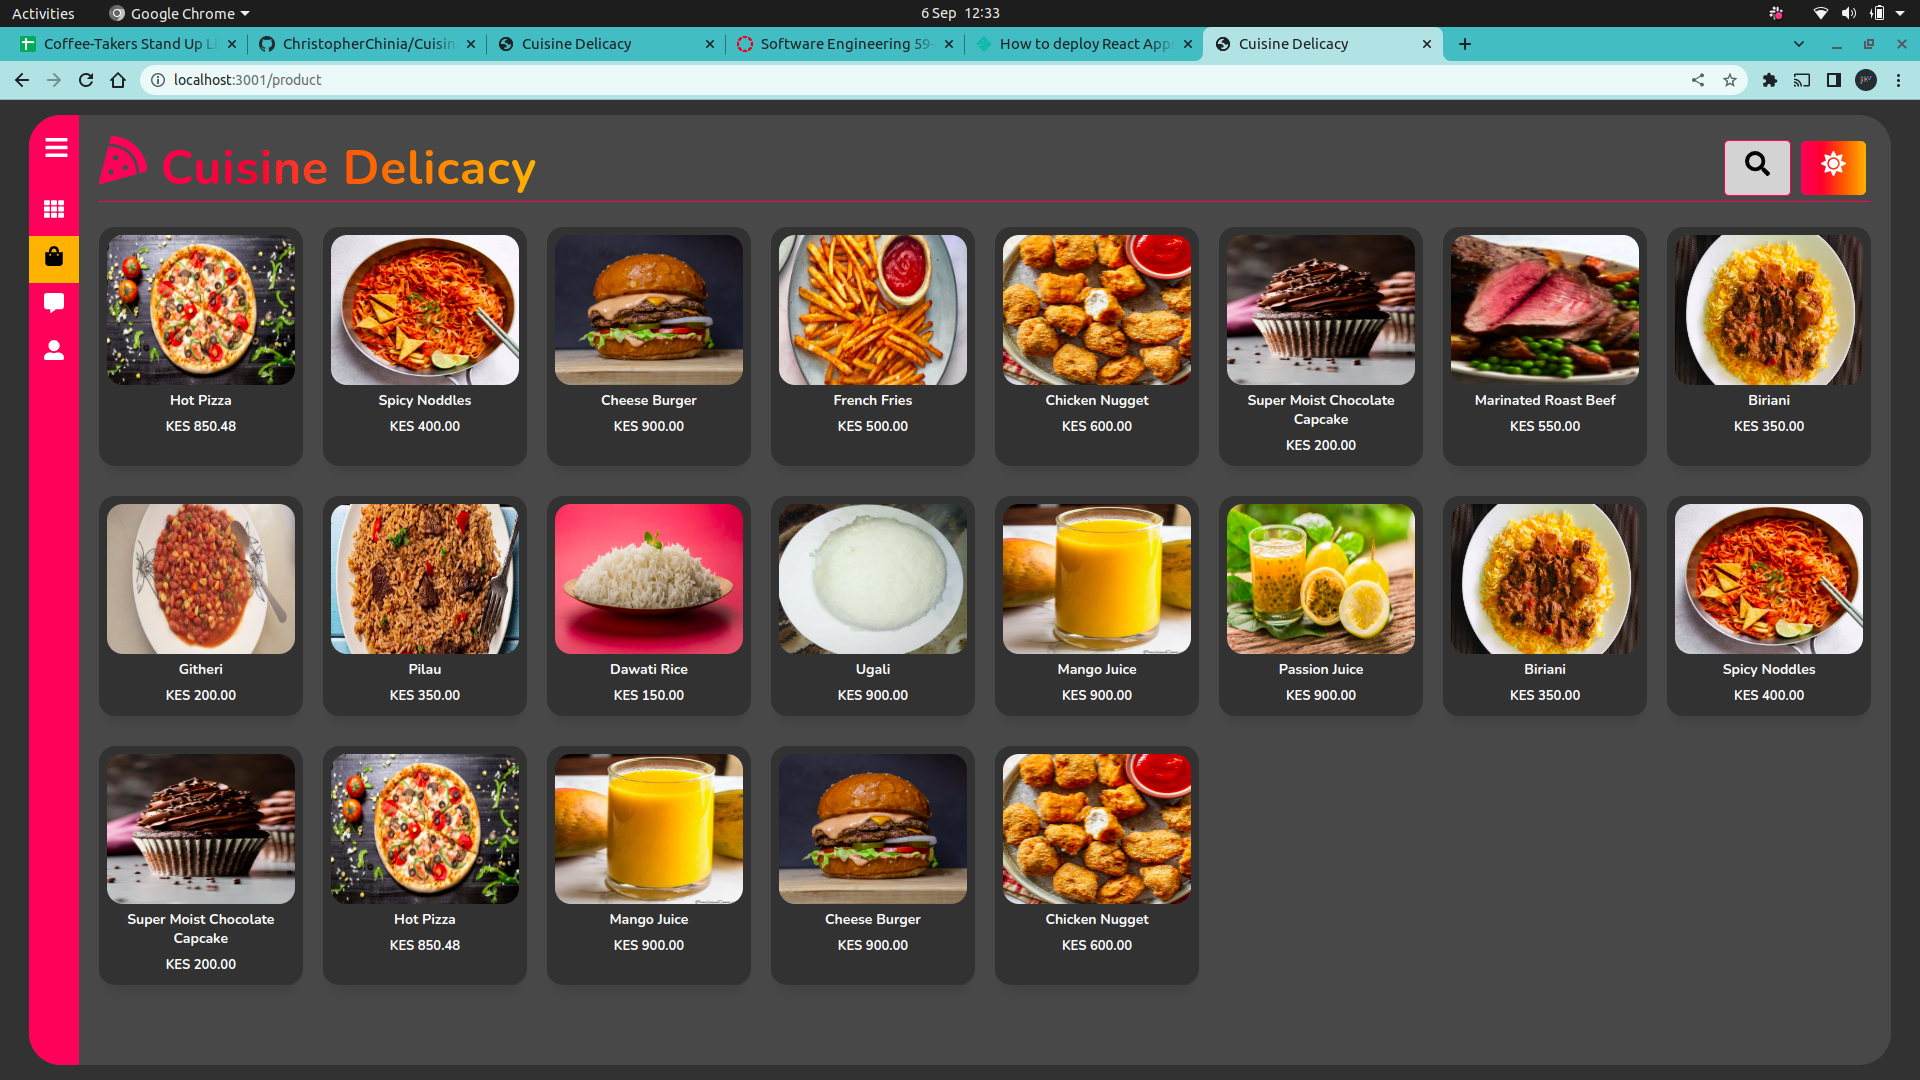 Activities
Google Chrome
6 Sep 12:33
Coffee-Takers Stand Up Li
ChristopherChinia/Cuisin
Cuisine Delicacy
Software Engineering 59-
How to deploy React Apps
Cuisine Delicacy
localhost:3001/product
Cuisine Delicacy
Hot Pizza
KES 850.48
Spicy Noddles
KES 400.00
Cheese Burger
KES 900.00
French Fries
KES 500.00
Chicken Nugget
KES 600.00
Super Moist Chocolate
Capcake
KES 200.00
Marinated Roast Beef
KES 550.00
Biriani
KES 350.00
Githeri
KES 200.00
Pilau
KES 350.00
Dawati Rice
KES 150.00
Ugali
KES 900.00
Mango Juice
KES 900.00
Passion Juice
KES 900.00
Biriani
KES 350.00
Spicy Noddles
KES 400.00
Super Moist Chocolate
Capcake
KES 200.00
Hot Pizza
KES 850.48
Mango Juice
KES 900.00
Cheese Burger
KES 900.00
Chicken Nugget
KES 600.00